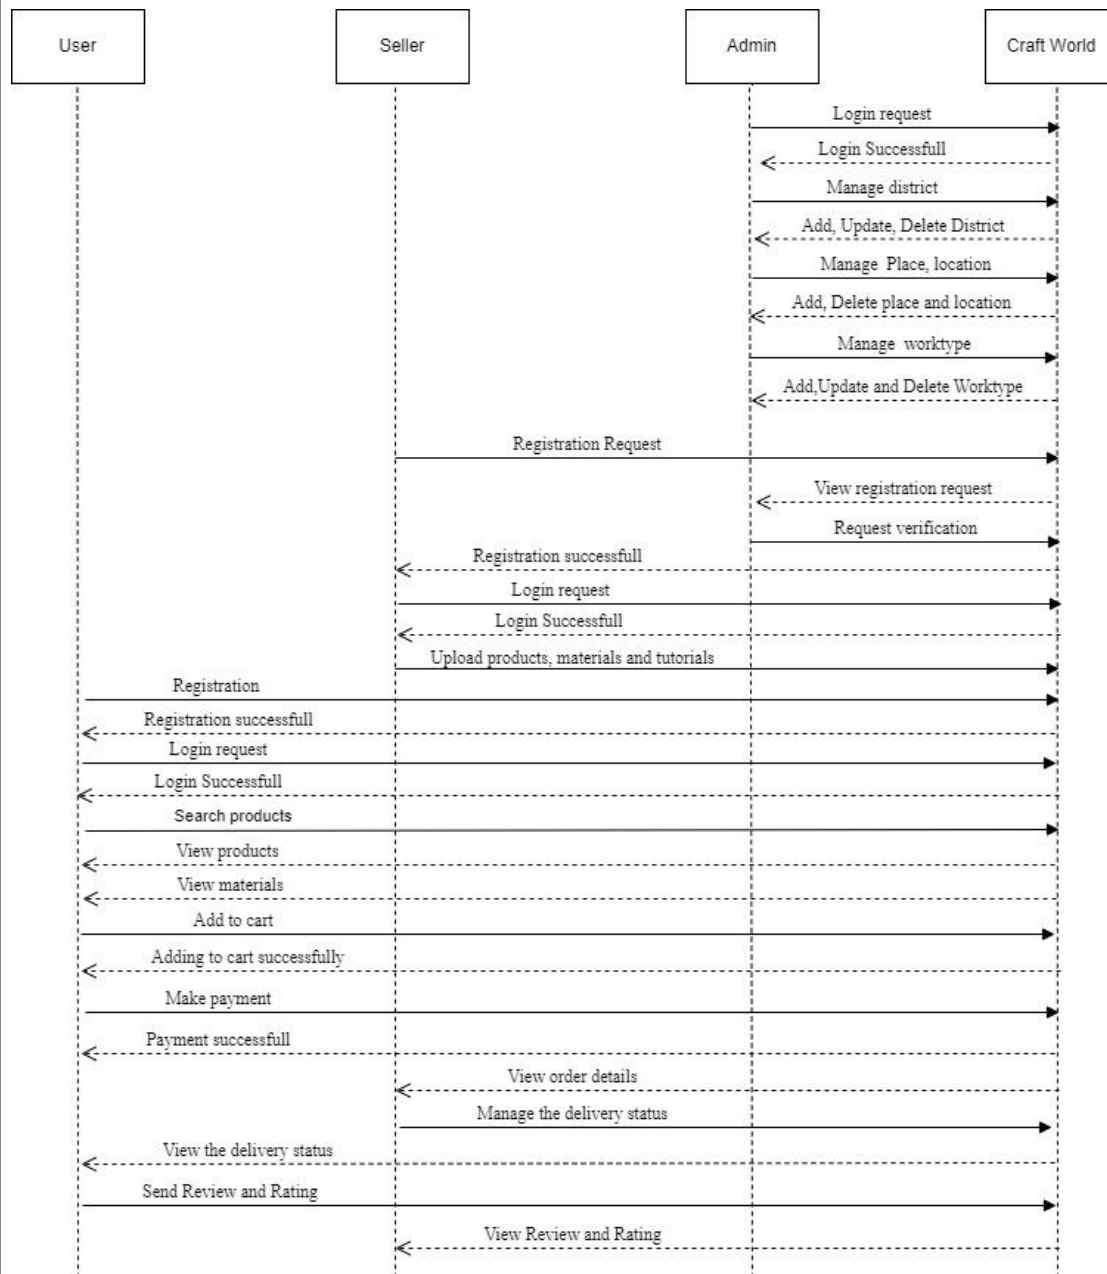 User
Seller
Admin
Craft World
Login request
Login Successfull
Manage district
Add, Update, Delete District
Manage Place, location
Add, Delete place and location
Manage worktype
Add,Update and Delete Worktype
Registration Request
View registration request
Request verification
Registration successfull
Login request
Login Successfull
Upload products, materials and tutorials
Registration
Registration successfull
Login request
Login Successfull
Search products
View products
View materials
Add to cart
Adding to cart successfully
Make payment
Payment successfull
View order details
Manage the delivery status
View the delivery status
Send Review and Rating
View Review and Rating